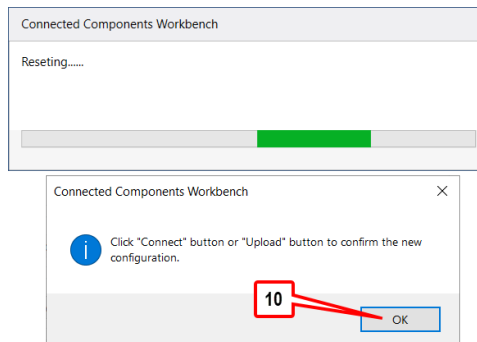 Connected Components Workbench
Reseting......
Connected Components Workbench
Click "Connect" button or "Upload" button to confirm the new
configuration.
10
OK